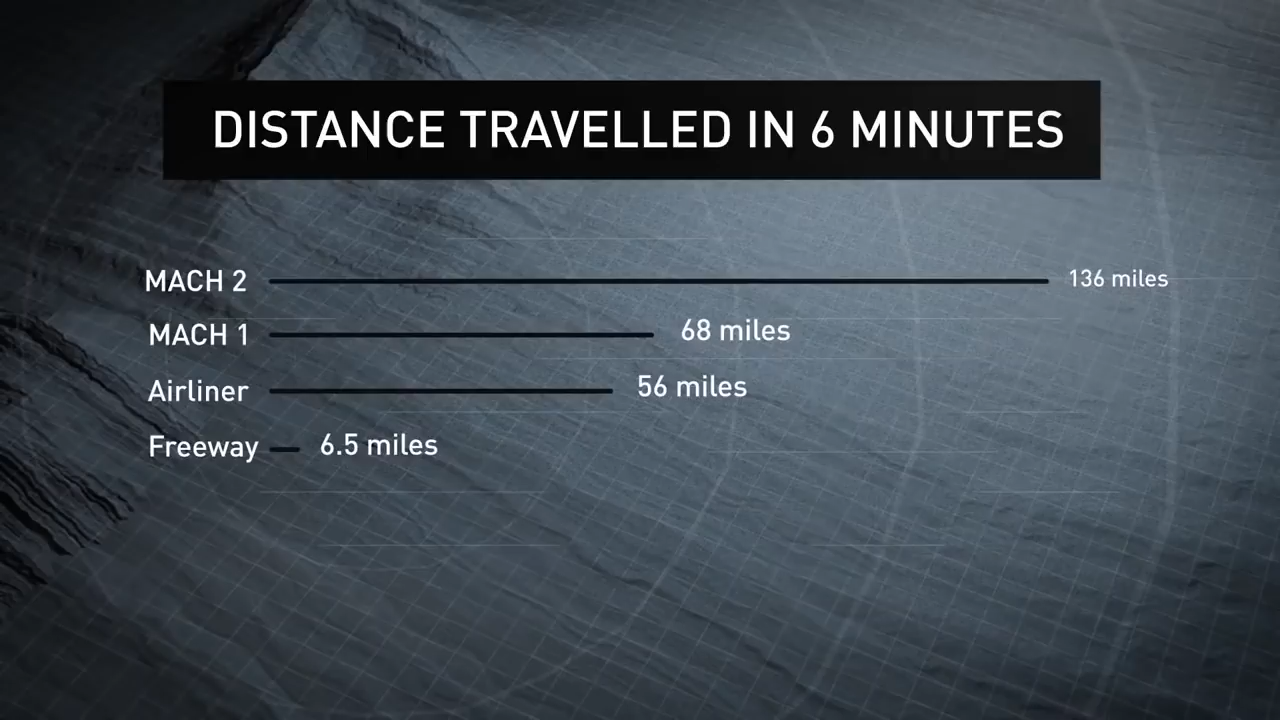 DISTANCE TRAVELLED IN 6 MINUTES
MACH 2 136 miles
MACH 1 68 miles
Airliner 56 miles
Freeway 6.5 miles